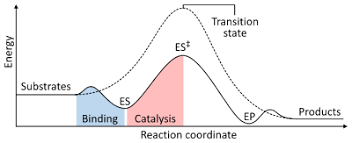 Transition
state
Energy
ES‡
Substrates
ES
EP
Products
Binding
Catalysis
Reaction coordinate